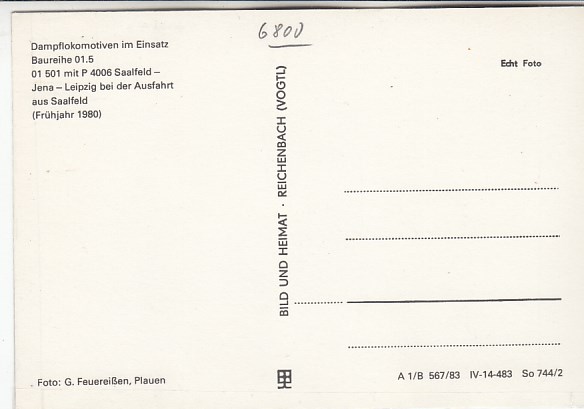 6800
Dampflokomotiven im Einsatz
Baureihe 01.5
01 501 mit P 4006 Saalfeld –
Jena – Leipzig bei der Ausfahrt
aus Saalfeld
(Frühjahr 1980)
Echt Foto
BILD UND HEIMAT · REICHENBACH (VOGTL)
Foto: G. Feuereißen, Plauen
A 1/B 567/83 IV-14-483 So 744/2